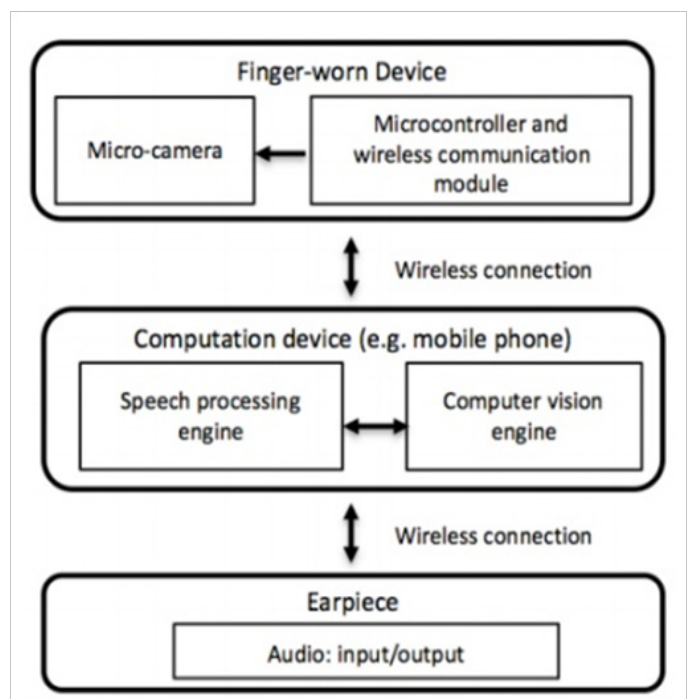 Finger-worn Device
Micro-camera
Microcontroller and
wireless communication
module
Wireless connection
Computation device (e.g. mobile phone)
Speech processing
engine
Computer vision
engine
Wireless connection
Earpiece
Audio: input/output